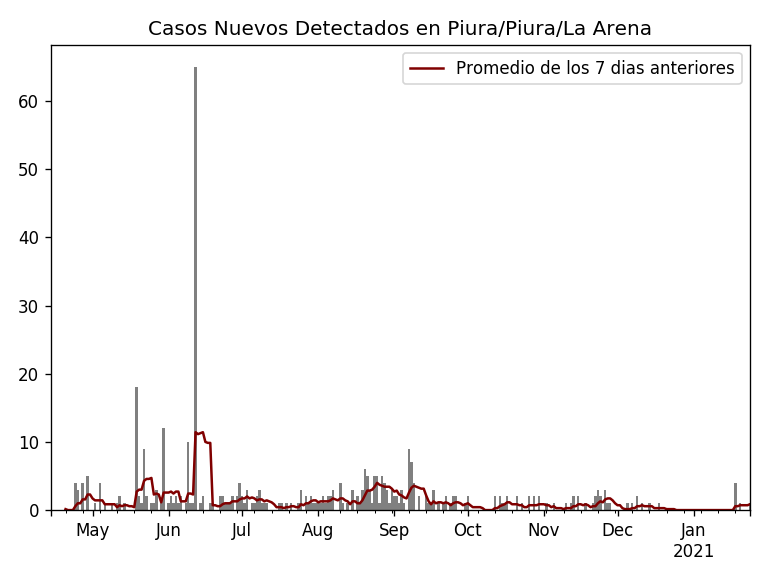 Casos Nuevos Detectados en Piura/Piura/La Arena
Promedio de los 7 dias anteriores
60
50
40
30
20
10
0
May Jun Jul Aug Sep Oct Nov Dec Jan
2021